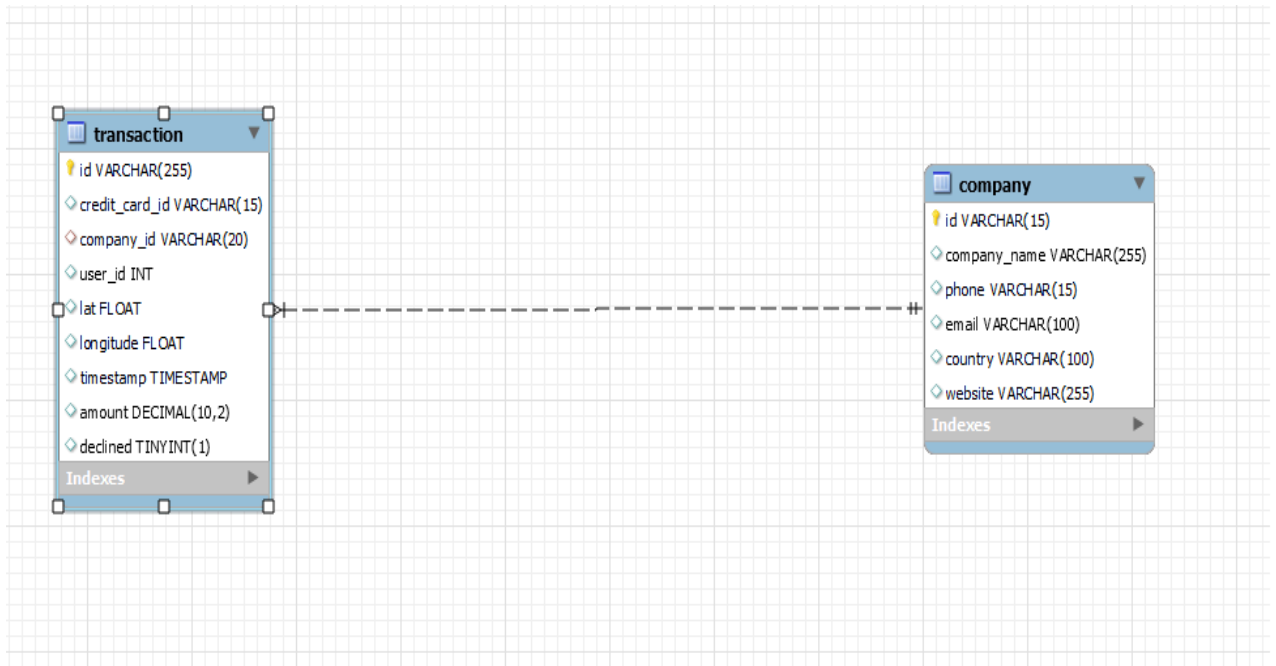 transaction
id VARCHAR(255)
credit_card_id VARCHAR(15)
company_id VARCHAR(20)
user_id INT
lat FLOAT
longitude FLOAT
timestamp TIMESTAMP
amount DECIMAL(10,2)
declined TINYINT(1)
Indexes
company
id VARCHAR(15)
company_name VARCHAR(255)
phone VARCHAR(15)
email VARCHAR(100)
country VARCHAR(100)
website VARCHAR(255)
Indexes